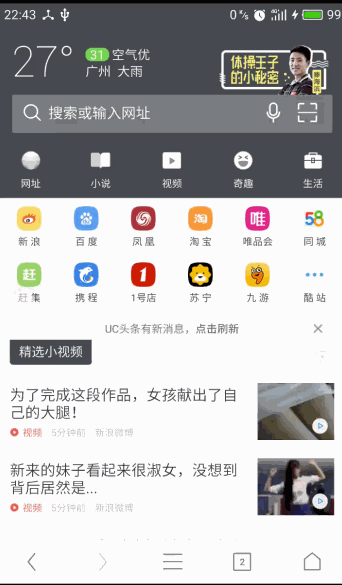 22:43
0 K/s
4G
99
27°
31 空气优
广州 大雨
体操王子
的小秘密
搜索或输入网址
网址
小说
视频
奇趣
生活
新浪
百度
凤凰
淘
淘宝
唯
唯品会
58
同城
赶
赶集
携程
1
1号店
苏宁
九游
酷站
UC头条有新消息，点击刷新
精选小视频
为了完成这段作品，女孩献出了自
己的大腿！
视频 5分钟前 新浪微博
新来的妹子看起来很淑女，没想到
背后居然是...
视频 5分钟前 新浪微博
2